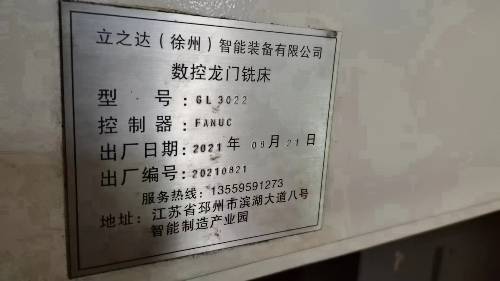 立之达（徐州）智能装备有限公司
数控龙门铣床
型 号：GL3022
控制器：FANUC
出厂日期：2021年 08月21日
出厂编号：20210821
服务热线：13559591273
地址：江苏省邳州市滨湖大道八号
智能制造产业园